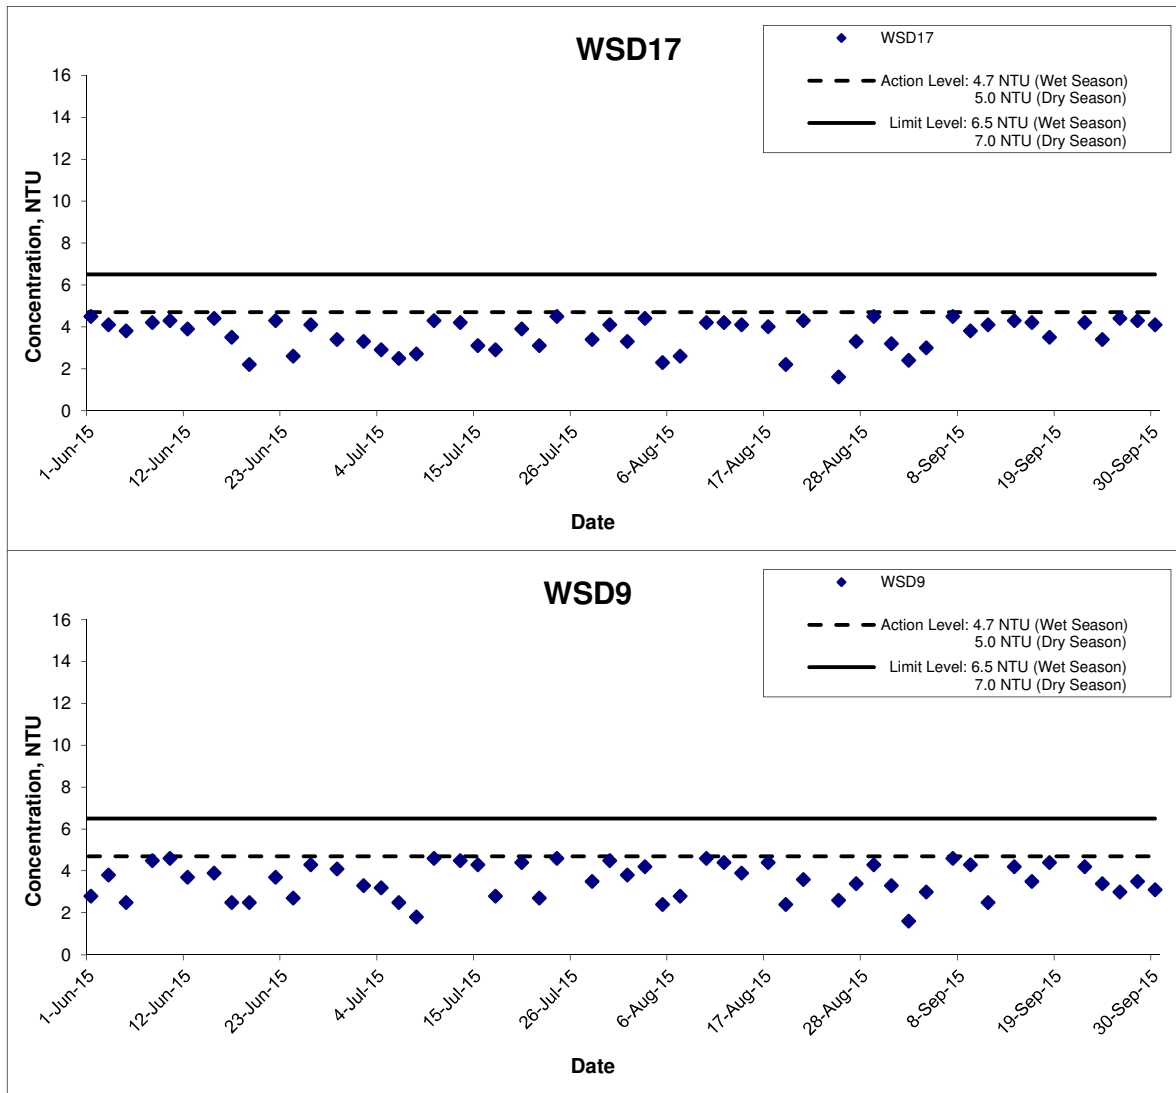 WSD17
WSD17
Action Level: 4.7 NTU (Wet Season)
5.0 NTU (Dry Season)
Limit Level: 6.5 NTU (Wet Season)
7.0 NTU (Dry Season)
Concentration, NTU
16
14
12
10
8
6
4
2
0
1-Jun-15
12-Jun-15
23-Jun-15
4-Jul-15
15-Jul-15
26-Jul-15
6-Aug-15
17-Aug-15
28-Aug-15
8-Sep-15
19-Sep-15
30-Sep-15
Date
WSD9
WSD9
Action Level: 4.7 NTU (Wet Season)
5.0 NTU (Dry Season)
Limit Level: 6.5 NTU (Wet Season)
7.0 NTU (Dry Season)
Concentration, NTU
16
14
12
10
8
6
4
2
0
1-Jun-15
12-Jun-15
23-Jun-15
4-Jul-15
15-Jul-15
26-Jul-15
6-Aug-15
17-Aug-15
28-Aug-15
8-Sep-15
19-Sep-15
30-Sep-15
Date